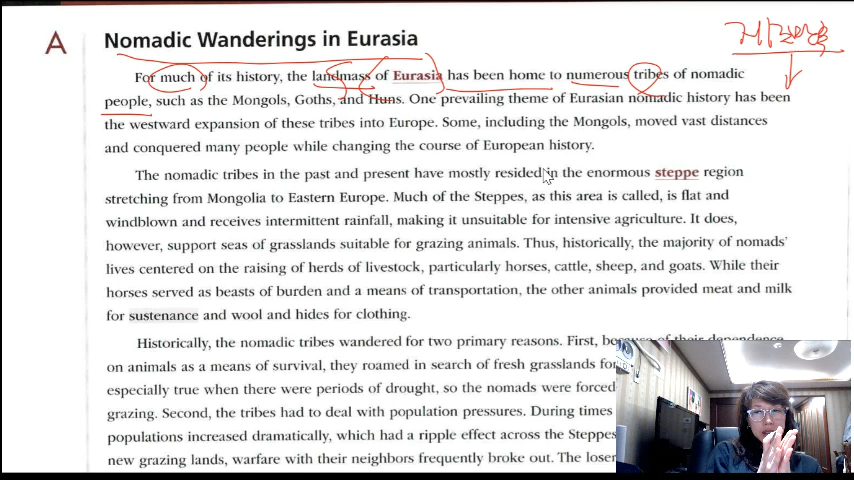 A
Nomadic Wanderings in Eurasia
For much of its history, the landmass of Eurasia has been home to numerous tribes of nomadic
people, such as the Mongols, Goths, and Huns. One prevailing theme of Eurasian nomadic history has been
the westward expansion of these tribes into Europe. Some, including the Mongols, moved vast distances
and conquered many people while changing the course of European history.
The nomadic tribes in the past and present have mostly resided in the enormous steppe region
stretching from Mongolia to Eastern Europe. Much of the Steppes, as this area is called, is flat and
windblown and receives intermittent rainfall, making it unsuitable for intensive agriculture. It does,
however, support seas of grasslands suitable for grazing animals. Thus, historically, the majority of nomads'
lives centered on the raising of herds of livestock, particularly horses, cattle, sheep, and goats. While their
horses served as beasts of burden and a means of transportation, the other animals provided meat and milk
for sustenance and wool and hides for clothing.
Historically, the nomadic tribes wandered for two primary reasons. First, because of their dependence
on animals as a means of survival, they roamed in search of fresh grasslands for
especially true when there were periods of drought, so the nomads were forced
grazing. Second, the tribes had to deal with population pressures. During times
populations increased dramatically, which had a ripple effect across the Steppes
new grazing lands, warfare with their neighbors frequently broke out. The loser